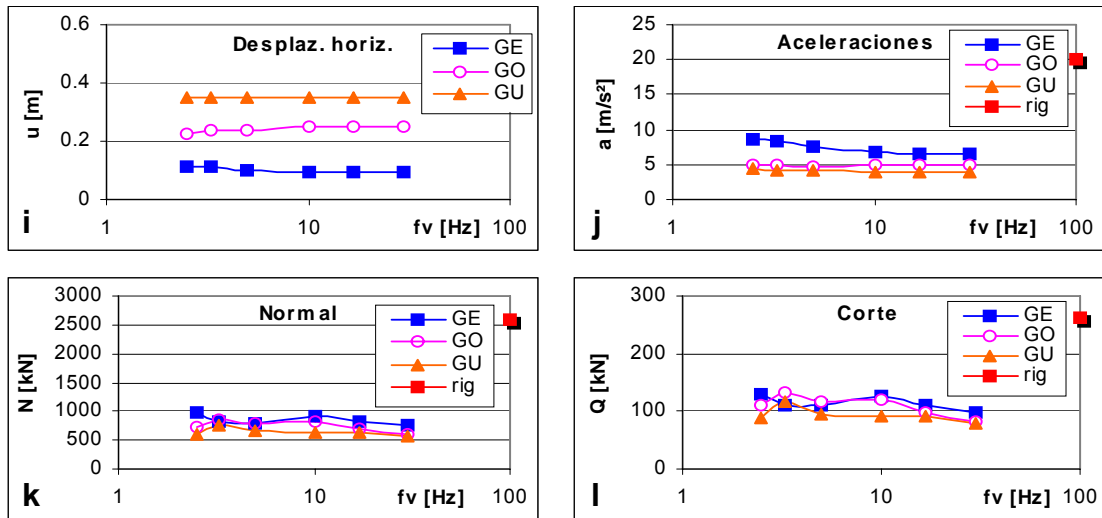 0.6
0.4
0.2
0
u [m]
Desplaz. horiz.
GE
GO
GU
1
10
100
fv [Hz]
i
25
20
15
10
5
0
a [m/s²]
Aceleraciones
GE
GO
GU
rig
1
10
100
fv [Hz]
j
3000
2500
2000
1500
1000
500
0
N [kN]
Normal
GE
GO
GU
rig
1
10
100
fv [Hz]
k
300
200
100
0
Q [kN]
Corte
GE
GO
GU
rig
1
10
100
fv [Hz]
l